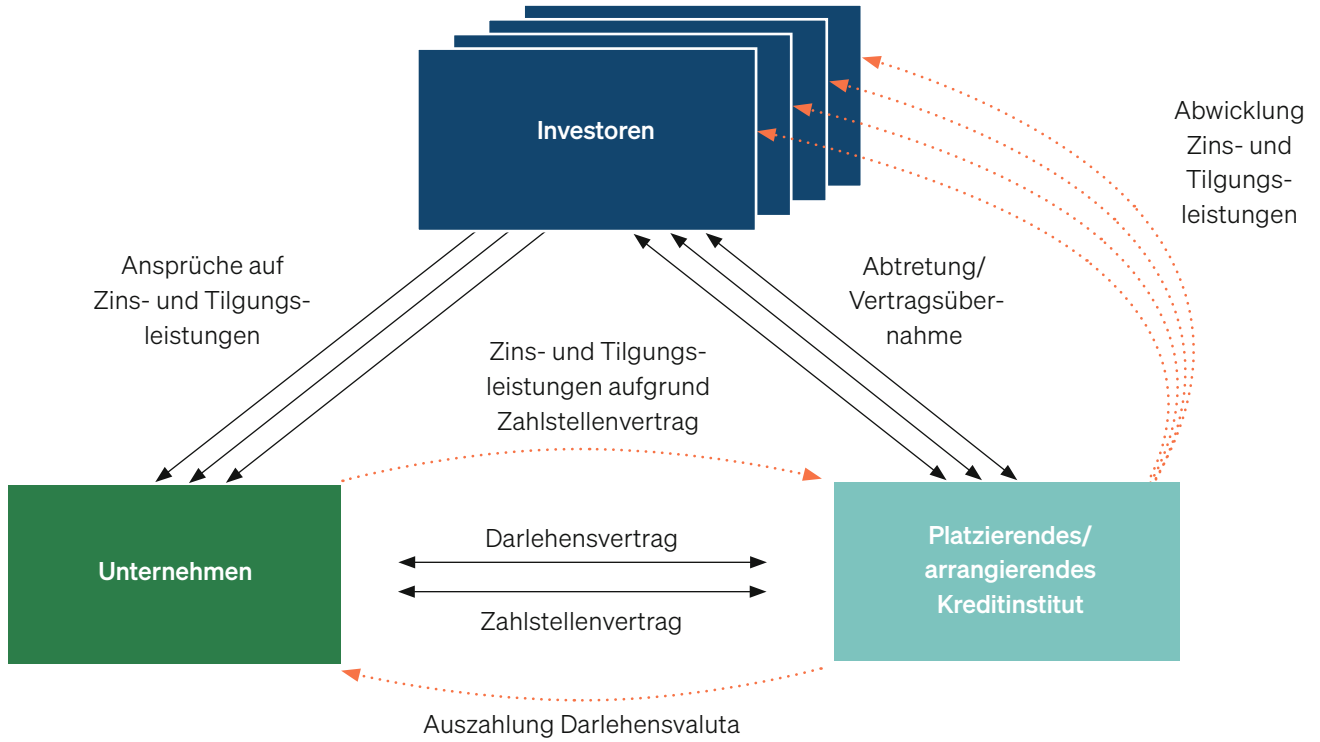 Investoren
Abwicklung
Zins- und
Tilgungs-
leistungen
Ansprüche auf
Zins- und Tilgungs-
leistungen
Abtretung/
Vertragsüber-
nahme
Zins- und Tilgungs-
leistungen aufgrund
Zahlstellenvertrag
Unternehmen
Darlehensvertrag
Zahlstellenvertrag
Platzierendes/
arrangierendes
Kreditinstitut
Auszahlung Darlehensvaluta